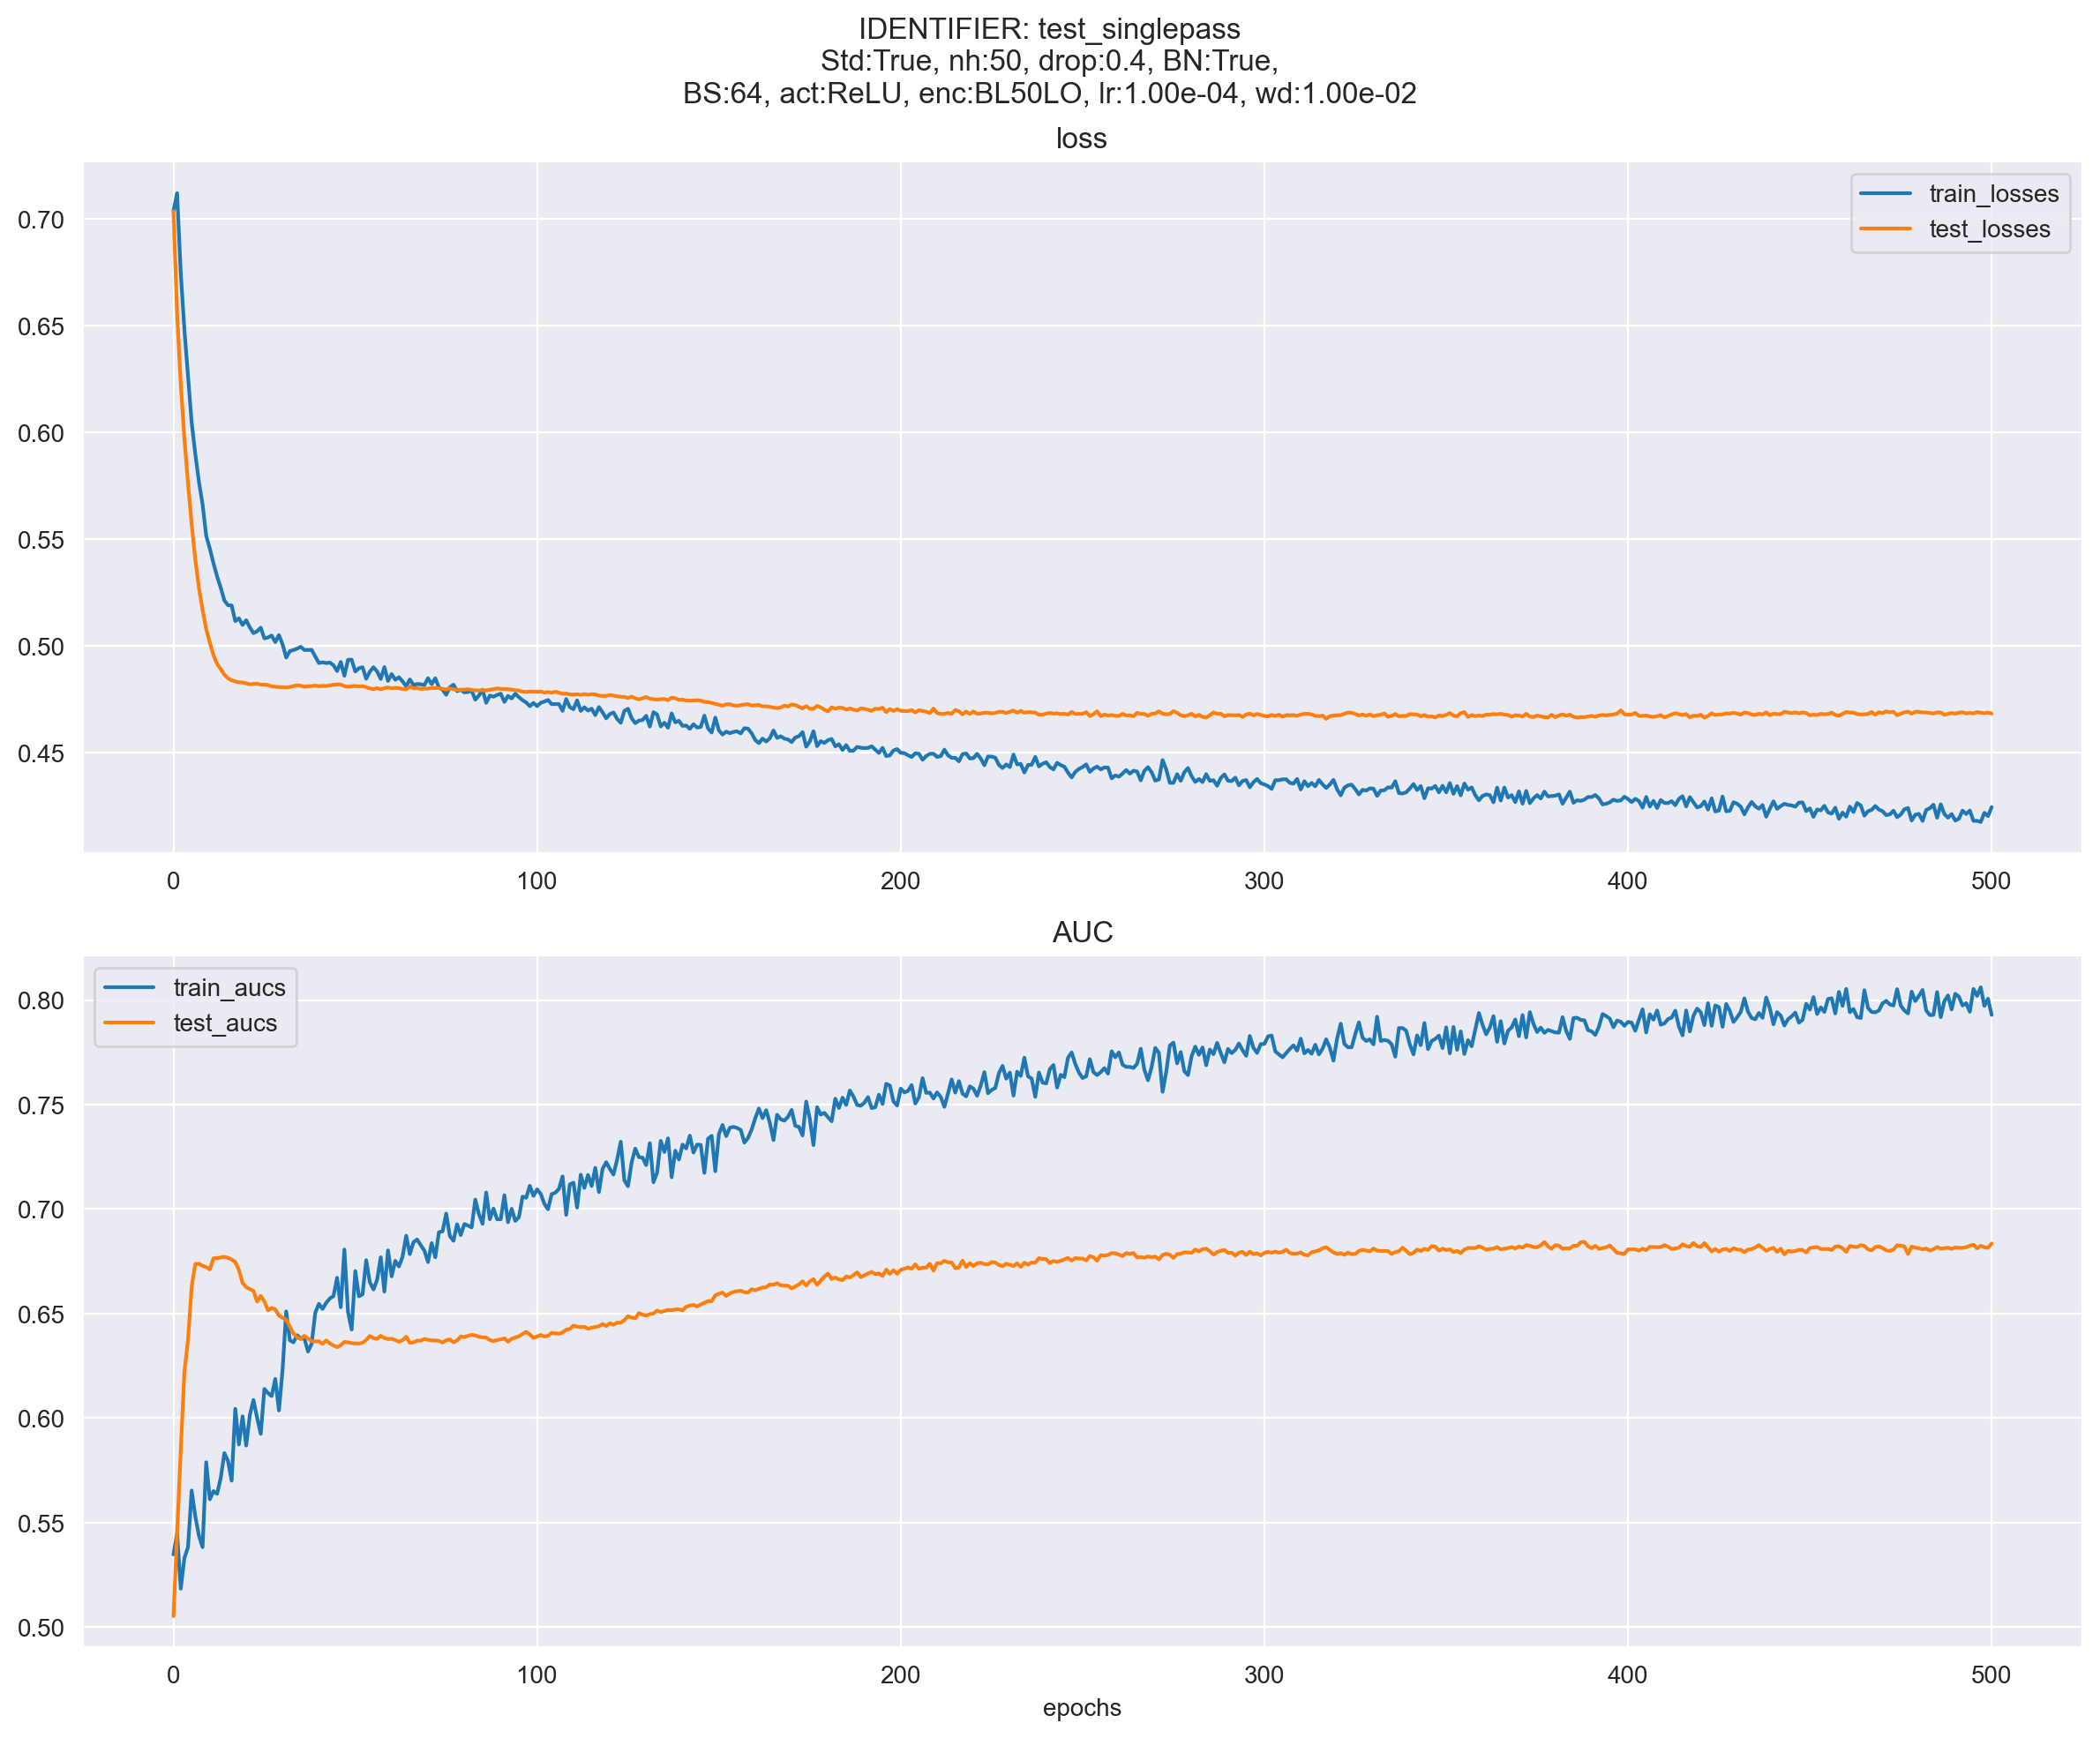 IDENTIFIER: test_singlepass
Std:True, nh:50, drop:0.4, BN:True,
BS:64, act:ReLU, enc:BL50LO, lr:1.00e-04, wd:1.00e-02
loss
train_losses
test_losses
0.70
0.65
0.60
0.55
0.50
0.45
0 100 200 300 400 500
AUC
train_aucs
test_aucs
0.80
0.75
0.70
0.65
0.60
0.55
0.50
0 100 200 300 400 500
epochs